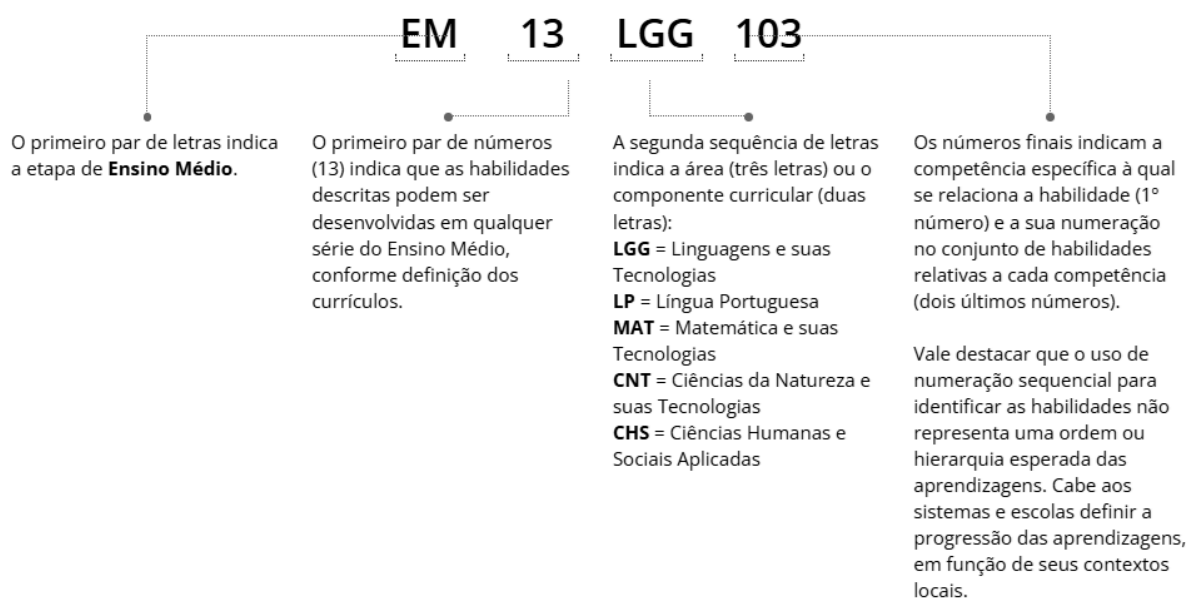 EM 13 LGG 103
O primeiro par de letras indica
a etapa de Ensino Médio.
O primeiro par de números
(13) indica que as habilidades
descritas podem ser
desenvolvidas em qualquer
série do Ensino Médio,
conforme definição dos
currículos.
A segunda sequência de letras
indica a área (três letras) ou o
componente curricular (duas
letras):
LGG = Linguagens e suas
Tecnologias
LP = Língua Portuguesa
MAT = Matemática e suas
Tecnologias
CNT = Ciências da Natureza e
suas Tecnologias
CHS = Ciências Humanas e
Sociais Aplicadas
Os números finais indicam a
competência específica à qual
se relaciona a habilidade (1º
número) e a sua numeração
no conjunto de habilidades
relativas a cada competência
(dois últimos números).
Vale destacar que o uso de
numeração sequencial para
identificar as habilidades não
representa uma ordem ou
hierarquia esperada das
aprendizagens. Cabe aos
sistemas e escolas definir a
progressão das aprendizagens,
em função de seus contextos
locais.